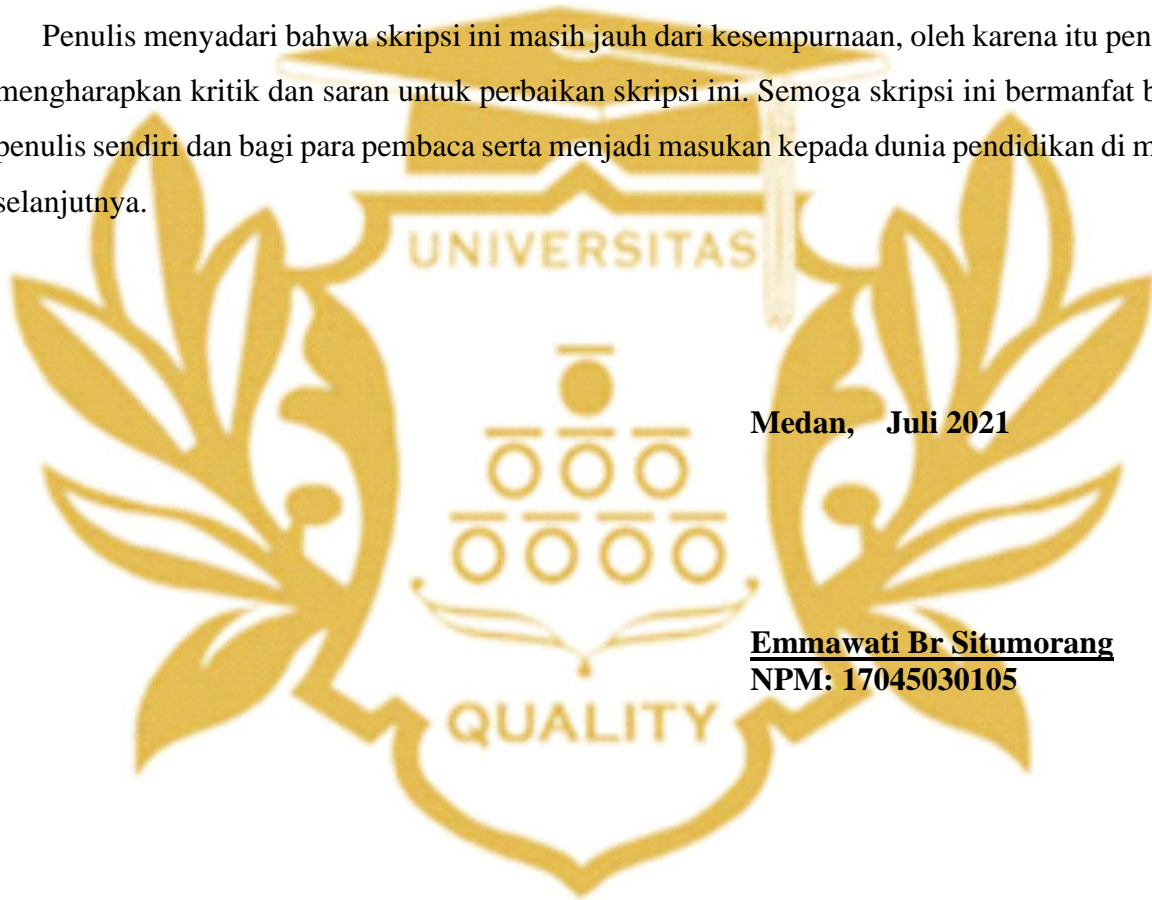 Penulis menyadari bahwa skripsi ini masih jauh dari kesempurnaan, oleh karena itu pen
mengharapkan kritik dan saran untuk perbaikan skripsi ini. Semoga skripsi ini bermanfat b
penulis sendiri dan bagi para pembaca serta menjadi masukan kepada dunia pendidikan di m
selanjutnya.
UNIVERSITAS
Medan, Juli 2021
Emmawati Br Situmorang
NPM: 17045030105
QUALITY